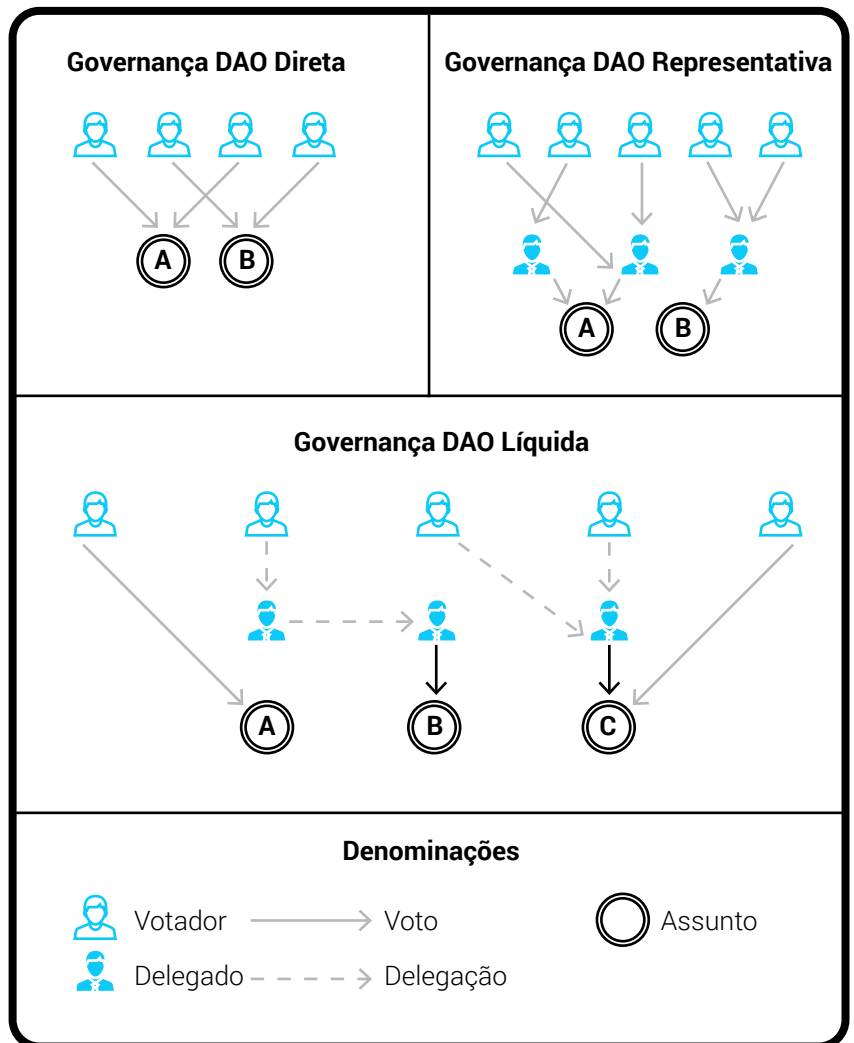 Governança DAO Direta
Governança DAO Representativa
A
B
A
B
Governança DAO Líquida
A
B
C
Denominações
Votador
Voto
Assunto
Delegado
Delegação